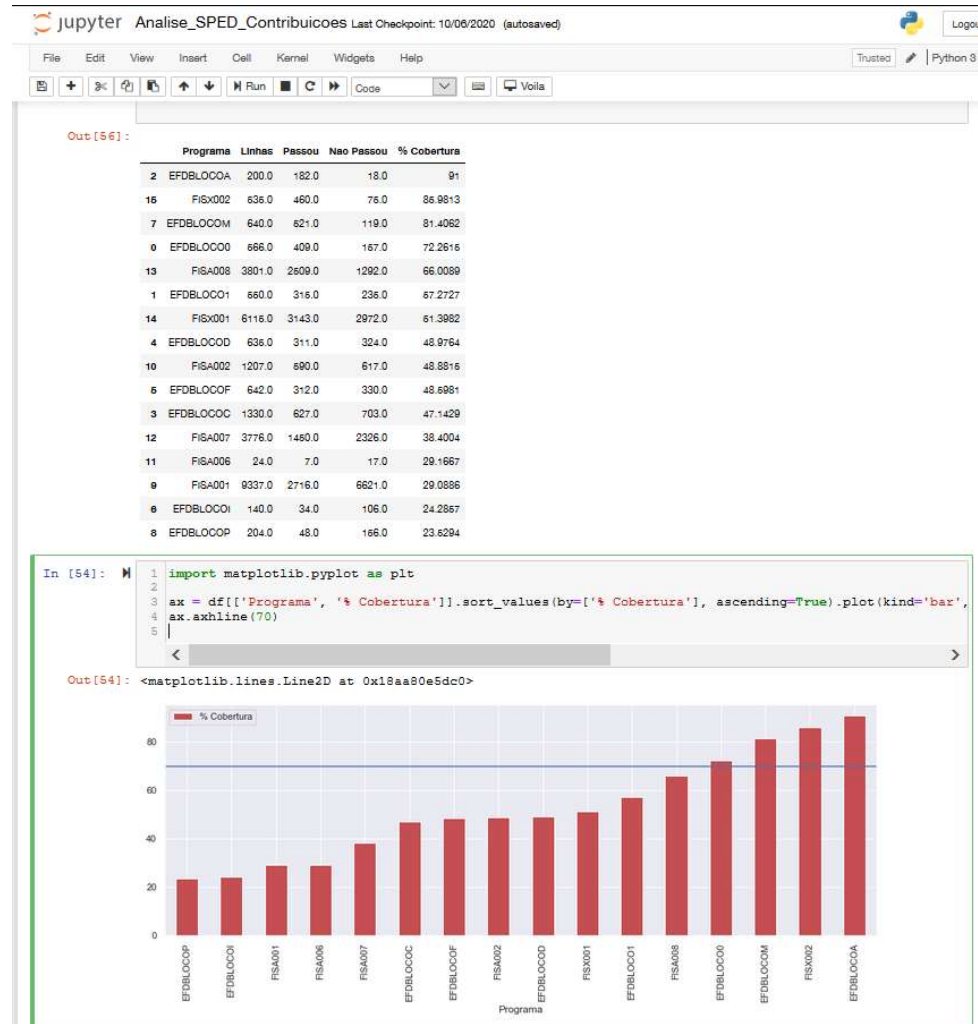 jupyter Analise_SPED_Contribuicoes Last Checkpoint: 10/06/2020 (autosaved)
Logou
File Edit View Insert Cell Kernel Widgets Help
Trusted Python 3
Run Code Voila
Out[56]:
Programa Linhas Passou Nao Passou % Cobertura
2 EFDBLOCOA 200.0 182.0 18.0 91
15 FISX002 535.0 460.0 75.0 85.9813
7 EFDBLOCOM 640.0 521.0 119.0 81.4062
0 EFDBLOCO0 566.0 409.0 157.0 72.2615
13 FISA008 3801.0 2509.0 1292.0 66.0089
1 EFDBLOCO1 550.0 315.0 235.0 57.2727
14 FISX001 6115.0 3143.0 2972.0 51.3982
4 EFDBLOCOD 635.0 311.0 324.0 48.9764
10 FISA002 1207.0 590.0 617.0 48.8815
5 EFDBLOCOF 642.0 312.0 330.0 48.5981
3 EFDBLOCOC 1330.0 627.0 703.0 47.1429
12 FISA007 3776.0 1450.0 2326.0 38.4004
11 FISA006 24.0 7.0 17.0 29.1667
9 FISA001 9337.0 2716.0 6621.0 29.0886
6 EFDBLOCOI 140.0 34.0 106.0 24.2857
8 EFDBLOCOP 204.0 48.0 156.0 23.5294
In [54]:
1 import matplotlib.pyplot as plt
2
3 ax = df[['Programa', '% Cobertura']].sort_values(by=['% Cobertura'], ascending=True).plot(kind='bar',
4 ax.axhline(70)
5
Out[54]: <matplotlib.lines.Line2D at 0x18aa80e5dc0>
% Cobertura
80
60
40
20
0
EFDBLOCOP
EFDBLOCOI
FISA001
FISA006
FISA007
EFDBLOCOC
EFDBLOCOF
FISA002
EFDBLOCOD
FISX001
EFDBLOCO1
FISA008
EFDBLOCO0
EFDBLOCOM
FISX002
EFDBLOCOA
Programa